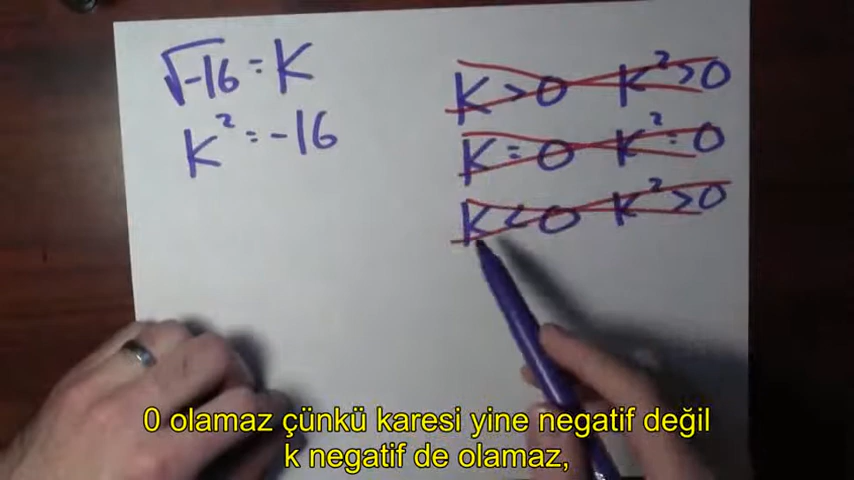 √-16 = K
K² = -16
K > 0 K² > 0
K = 0 K² = 0
K < 0 K² > 0
0 olamaz çünkü karesi yine negatif değil
k negatif de olamaz,